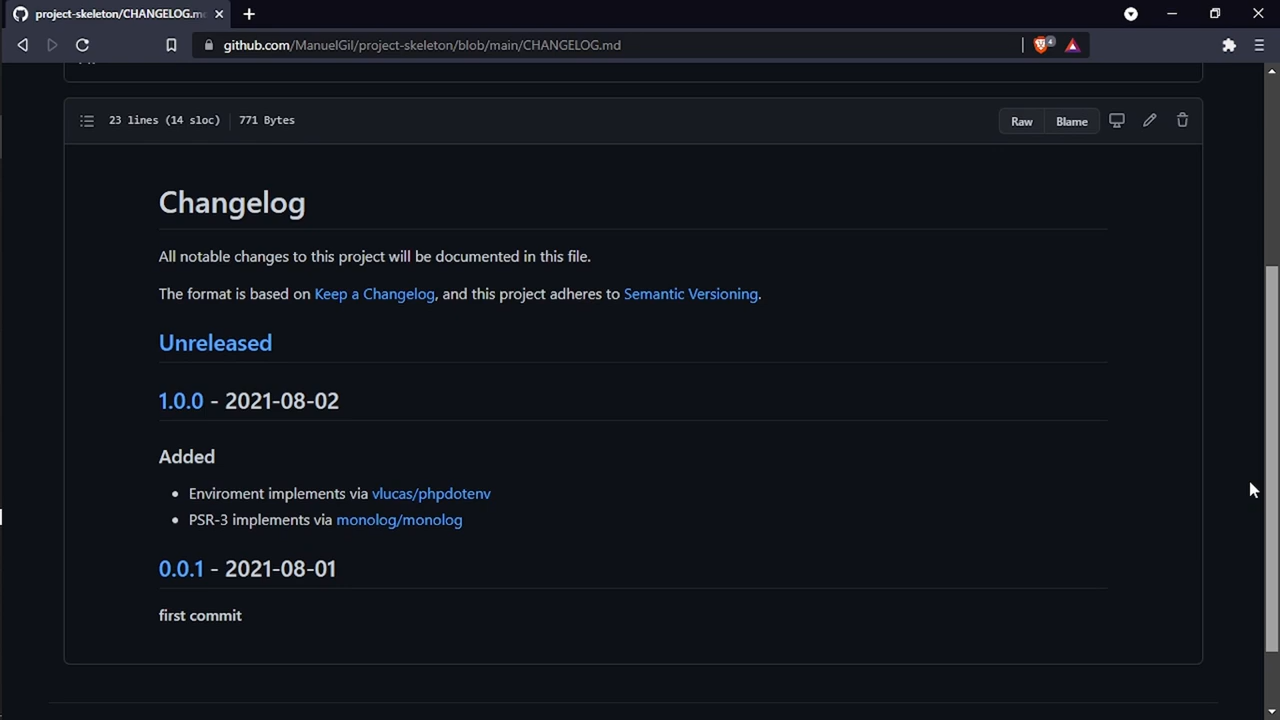 project-skeleton/CHANGELOG.m
github.com/ManuelGil/project-skeleton/blob/main/CHANGELOG.md
4
23 lines (14 sloc) 771 Bytes
Raw Blame
Changelog
All notable changes to this project will be documented in this file.
The format is based on Keep a Changelog, and this project adheres to Semantic Versioning.
Unreleased
1.0.0 - 2021-08-02
Added
Enviroment implements via vlucas/phpdotenv
PSR-3 implements via monolog/monolog
0.0.1 - 2021-08-01
first commit